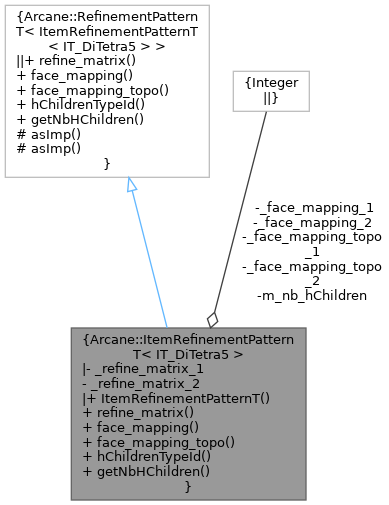 {Arcane::RefinementPattern
T< ItemRefinementPatternT
< IT_DiTetra5 > >
||+ refine_matrix()
+ face_mapping()
+ face_mapping_topo()
+ hChildrenTypeId()
+ getNbHChildren()
# asImp()
# asImp()
}
{Integer
||}
-_face_mapping_1
-_face_mapping_2
-_face_mapping_topo
_1
-_face_mapping_topo
_2
-m_nb_hChildren
{Arcane::ItemRefinementPattern
T< IT_DiTetra5 >
|- _refine_matrix_1
- _refine_matrix_2
|+ ItemRefinementPatternT()
+ refine_matrix()
+ face_mapping()
+ face_mapping_topo()
+ hChildrenTypeId()
+ getNbHChildren()
}